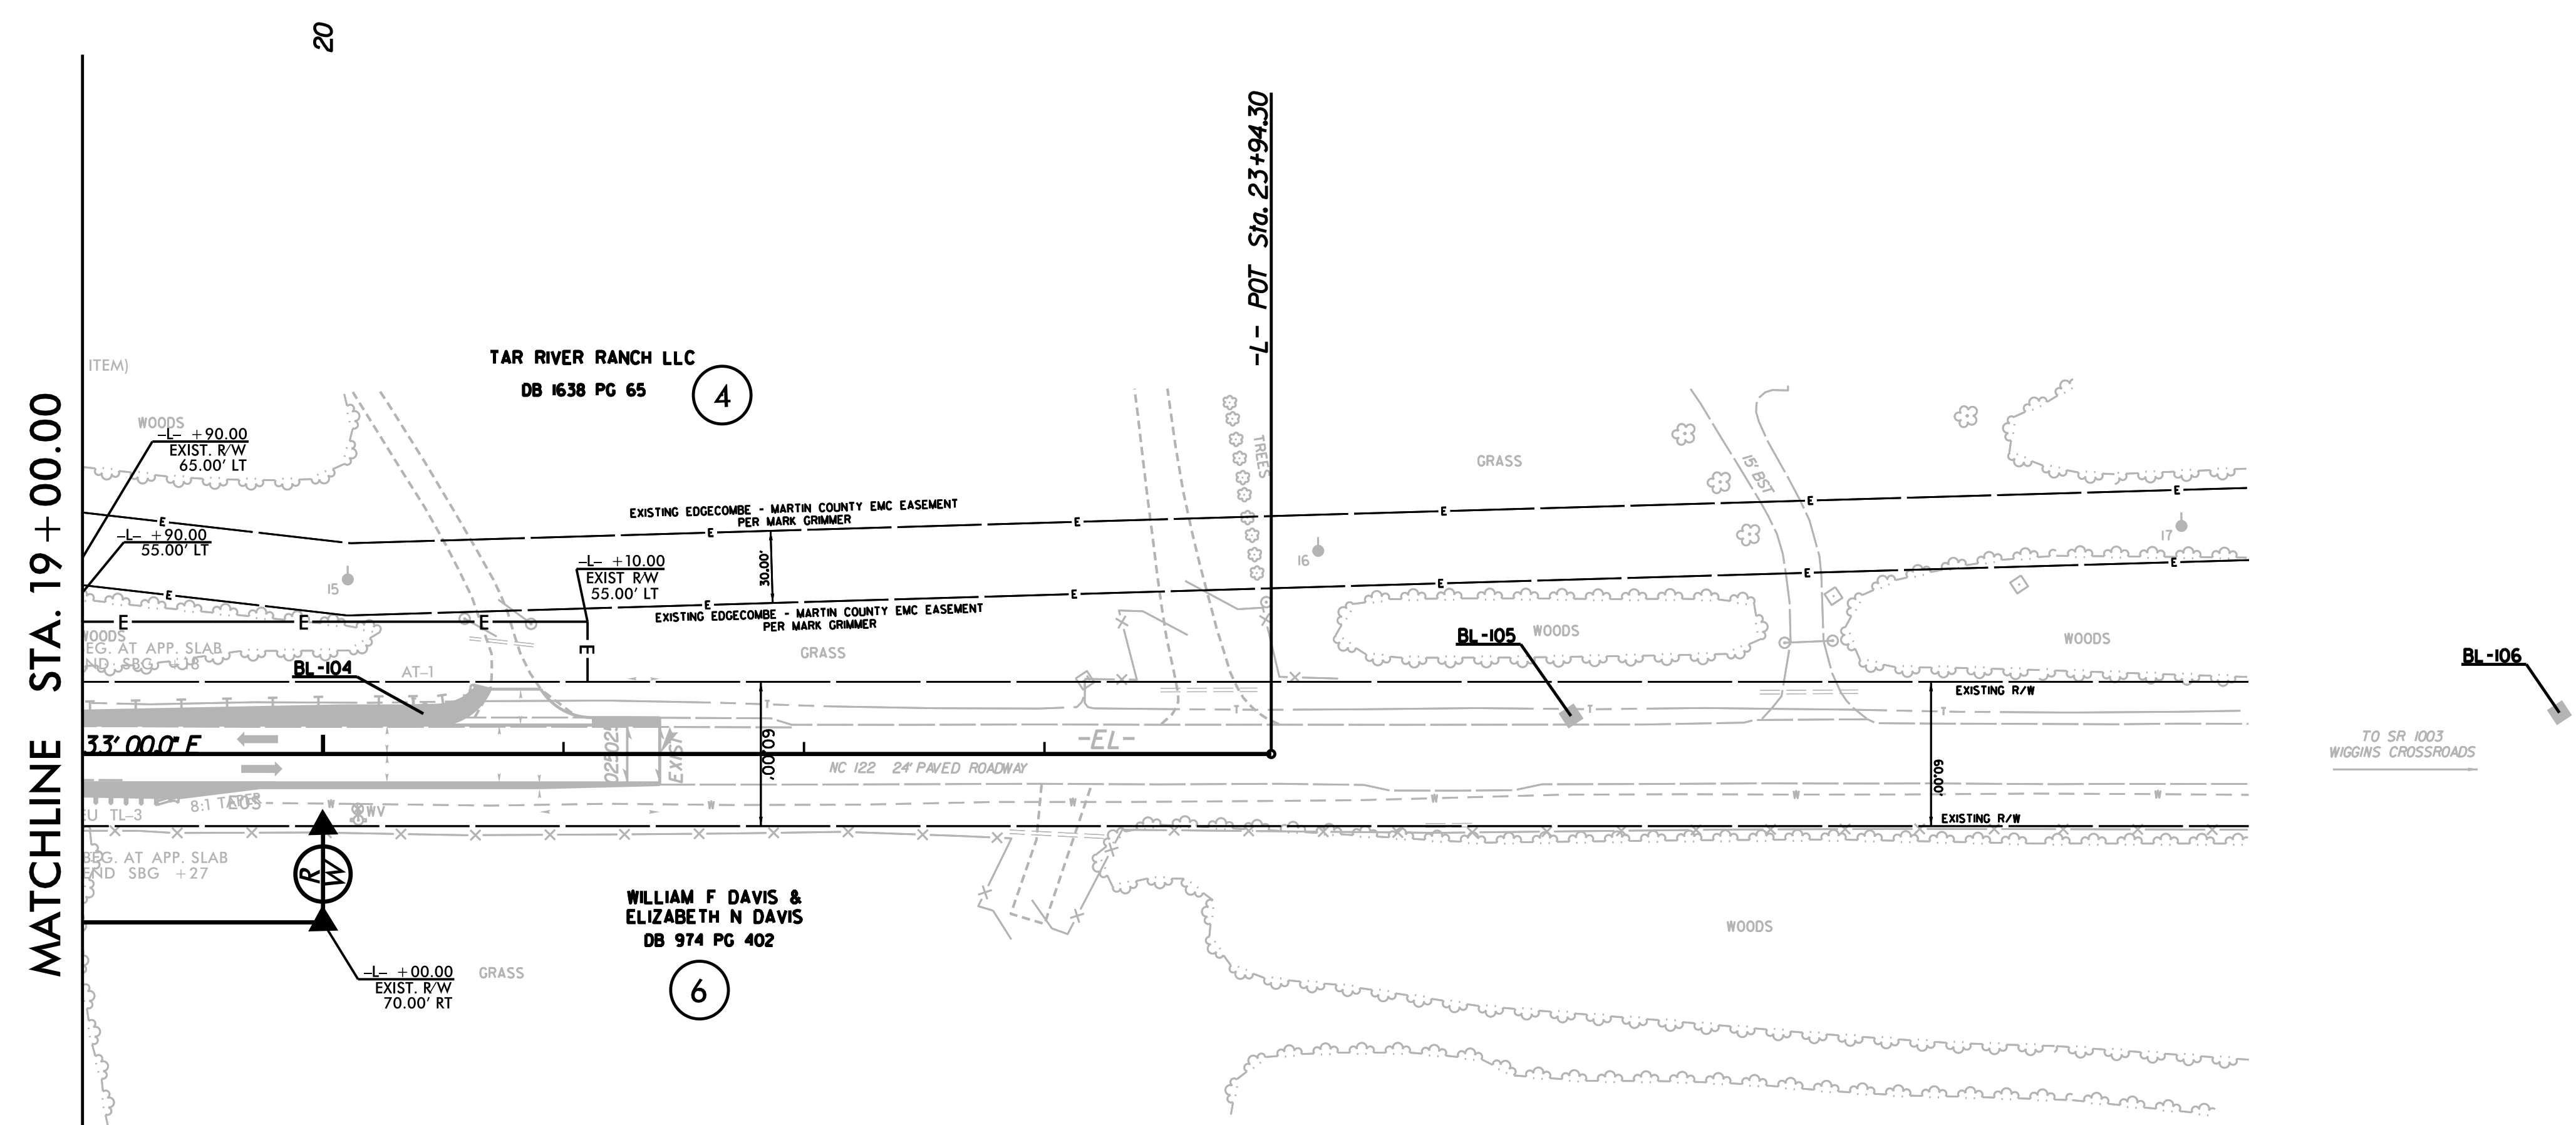 20
MATCHLINE STA. 19+00.00
-L- POT Sta. 23+94.30
TAR RIVER RANCH LLC
DB 1638 PG 65
4
ITEM)
WOODS
-L- +90.00
EXIST. R/W
65.00' LT
TREES
GRASS
15' BST
E
EXISTING EDGECOMBE - MARTIN COUNTY EMC EASEMENT
PER MARK GRIMMER
E
E
E
E
E
-L- +90.00
55.00' LT
30.00'
-L- +10.00
EXIST R/W
55.00' LT
15
16
17
E
E
E
E
E
E
EXISTING EDGECOMBE - MARTIN COUNTY EMC EASEMENT
PER MARK GRIMMER
E
E
E
E
WOODS
EG. AT APP. SLAB
ND SBG +18
GRASS
BL-104
AT-1
BL-105
WOODS
WOODS
BL-106
EXISTING R/W
T
T
T
T
33' 00.0" E
.025
.025
EXIST
60.00'
-EL-
NC 122 24' PAVED ROADWAY
TO SR 1003
WIGGINS CROSSROADS
60.00'
8:1 TAPER
EOS
W
W
W
W
W
W
WV
EU TL-3
EXISTING R/W
BEG. AT APP. SLAB
END SBG +27
R
W
WILLIAM F DAVIS &
ELIZABETH N DAVIS
DB 974 PG 402
6
WOODS
-L- +00.00
EXIST. R/W
70.00' RT
GRASS